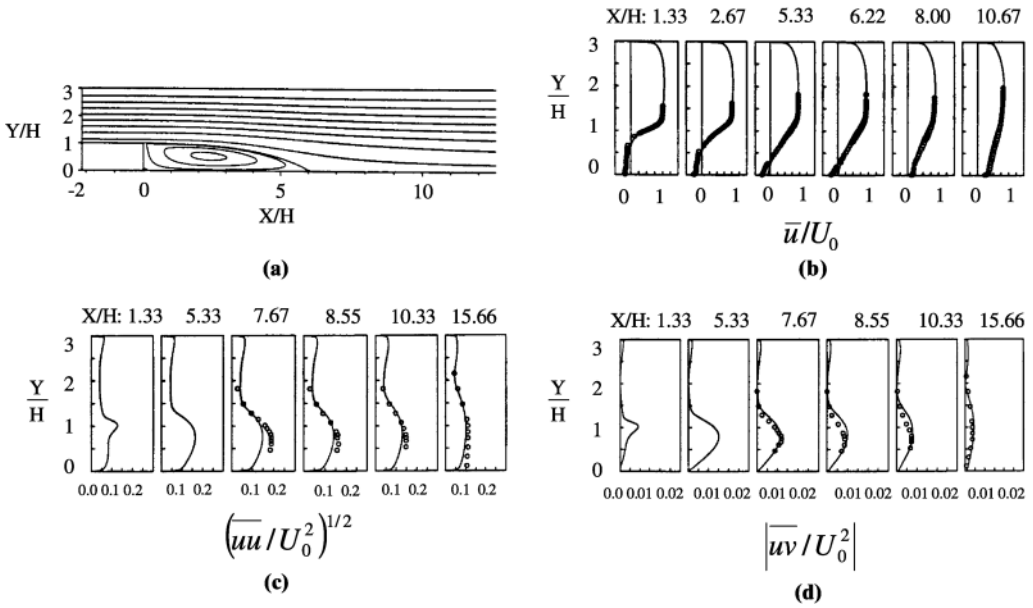 3
2
Y/H
1
0
-2 0 5 10
X/H
(a)
X/H: 1.33 2.67 5.33 6.22 8.00 10.67
3
Y/H
2
1
0
0 1 0 1 0 1 0 1 0 1 0 1
u̅/U₀
(b)
X/H: 1.33 5.33 7.67 8.55 10.33 15.66
3
Y/H
2
1
0
0.0 0.1 0.2 0.1 0.2 0.1 0.2 0.1 0.2 0.1 0.2 0.1 0.2
(u̅u̅/U₀²)^1/2
(c)
X/H: 1.33 5.33 7.67 8.55 10.33 15.66
3
Y/H
2
1
0
0.0 0.01 0.02 0.01 0.02 0.01 0.02 0.01 0.02 0.01 0.02 0.01 0.02
|u̅v̅/U₀²|
(d)